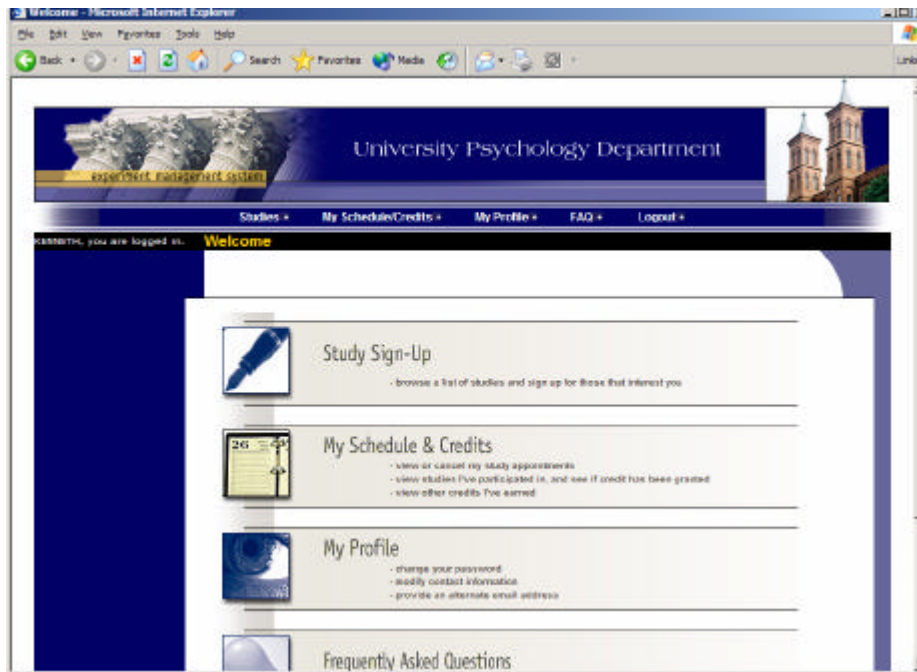 Welcome - Microsoft Internet Explorer
File Edit View Favorites Tools Help
Back Search Favorites Media
Links
experiment management system
University Psychology Department
Studies My Schedule/Credits My Profile FAQ Logout
KENNETH, you are logged in. Welcome
Study Sign-Up
- browse a list of studies and sign up for those that interest you
26
My Schedule & Credits
- view or cancel my study appointments
- view studies I've participated in, and see if credit has been granted
- view other credits I've earned
My Profile
- change your password
- modify contact information
- provide an alternate email address
Frequently Asked Questions